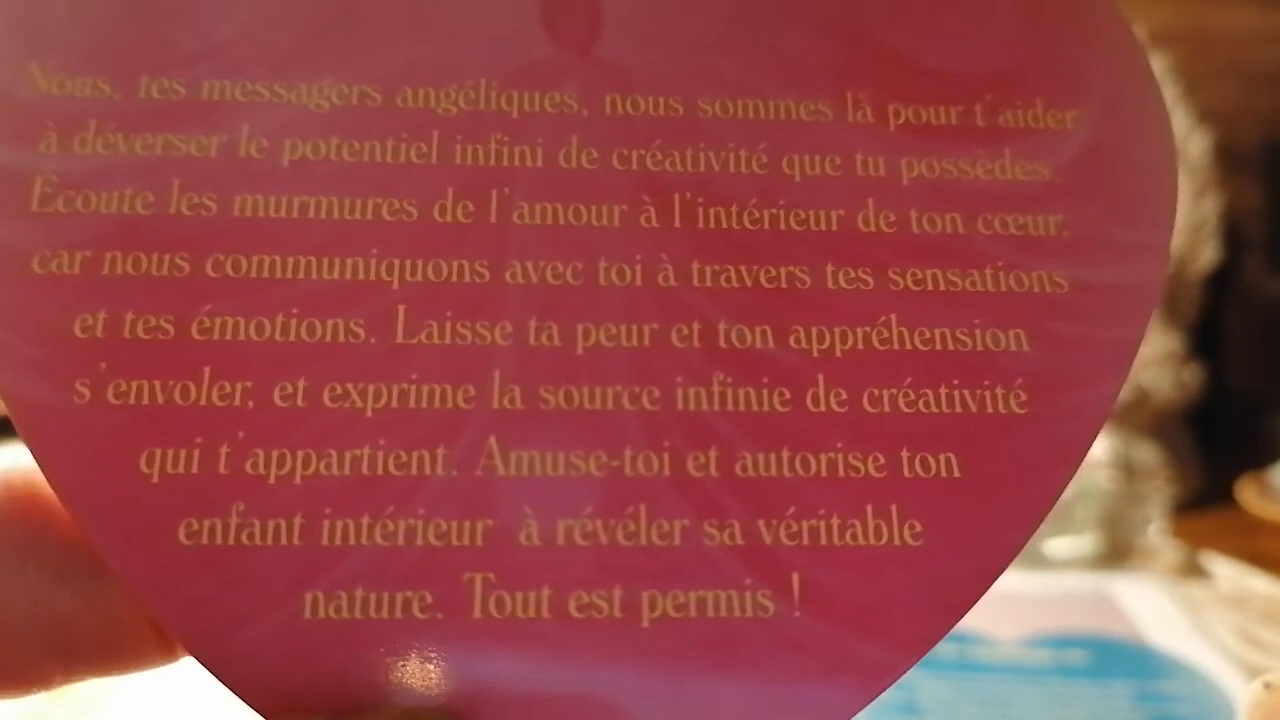 Nous, tes messagers angéliques, nous sommes là pour t'aider
à déverser le potentiel infini de créativité que tu possèdes.
Écoute les murmures de l'amour à l'intérieur de ton cœur,
car nous communiquons avec toi à travers tes sensations
et tes émotions. Laisse ta peur et ton appréhension
s'envoler, et exprime la source infinie de créativité
qui t'appartient. Amuse-toi et autorise ton
enfant intérieur à révéler sa véritable
nature. Tout est permis !